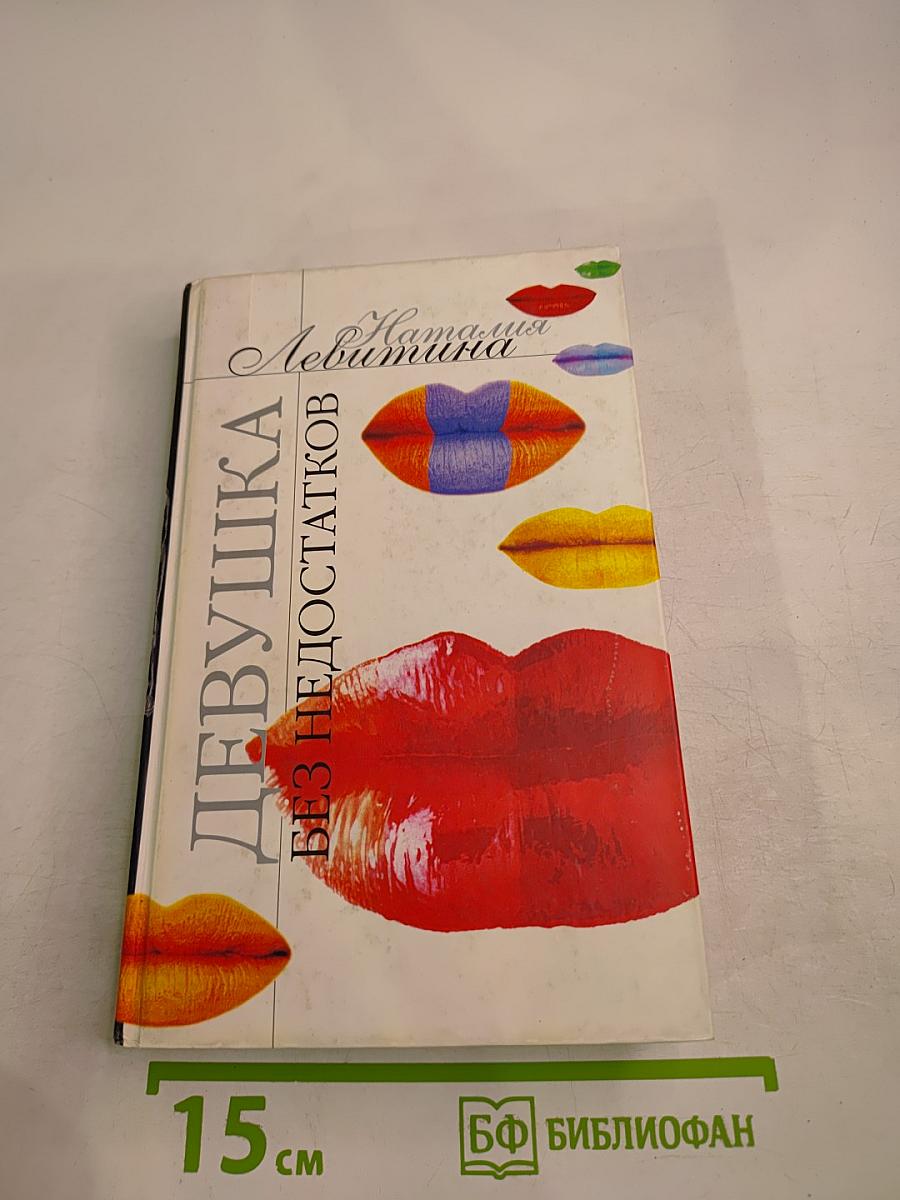 Наталия
Левитина
ДЕВУШКА
БЕЗ НЕДОСТАТКОВ
15 см
БФ БИБЛИОФАН